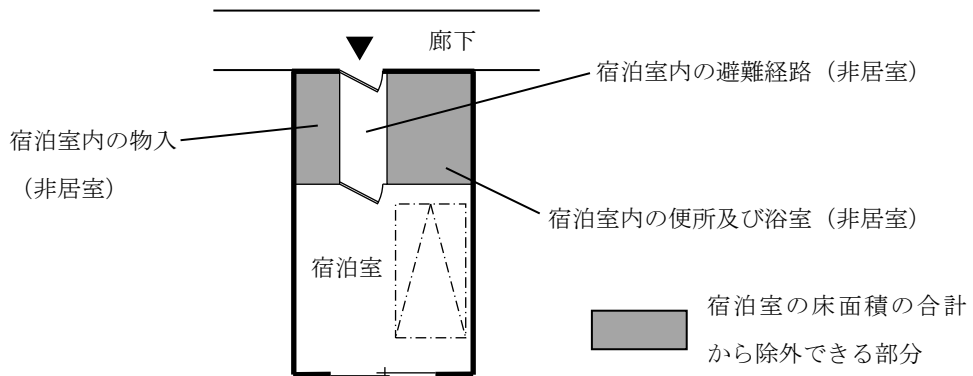 廊下
宿泊室内の避難経路（非居室）
宿泊室内の物入
（非居室）
宿泊室内の便所及び浴室（非居室）
宿泊室
宿泊室の床面積の合計
から除外できる部分